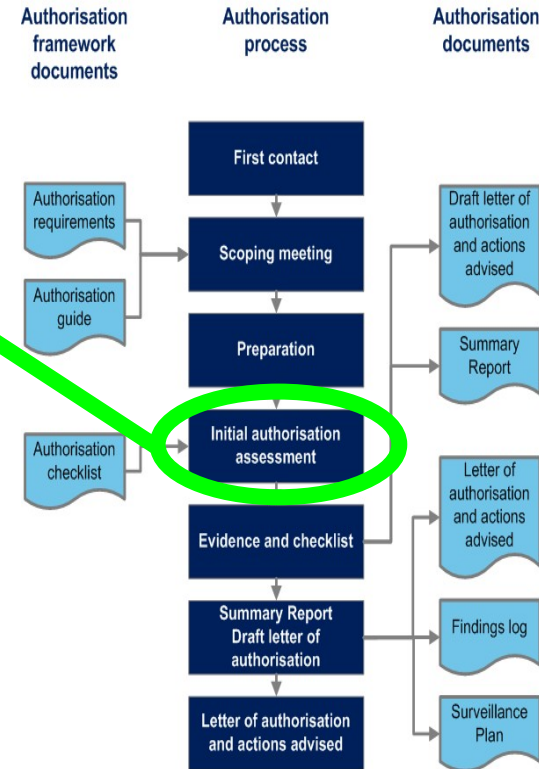 Authorisation
framework
documents
Authorisation
process
Authorisation
documents
First contact
Authorisation
requirements
Scoping meeting
Draft letter of
authorisation
and actions
advised
Authorisation
guide
Preparation
Summary
Report
Initial authorisation
assessment
Authorisation
checklist
Letter of
authorisation
and actions
advised
Evidence and checklist
Summary Report
Draft letter of
authorisation
Findings log
Letter of authorisation
and actions advised
Surveillance
Plan